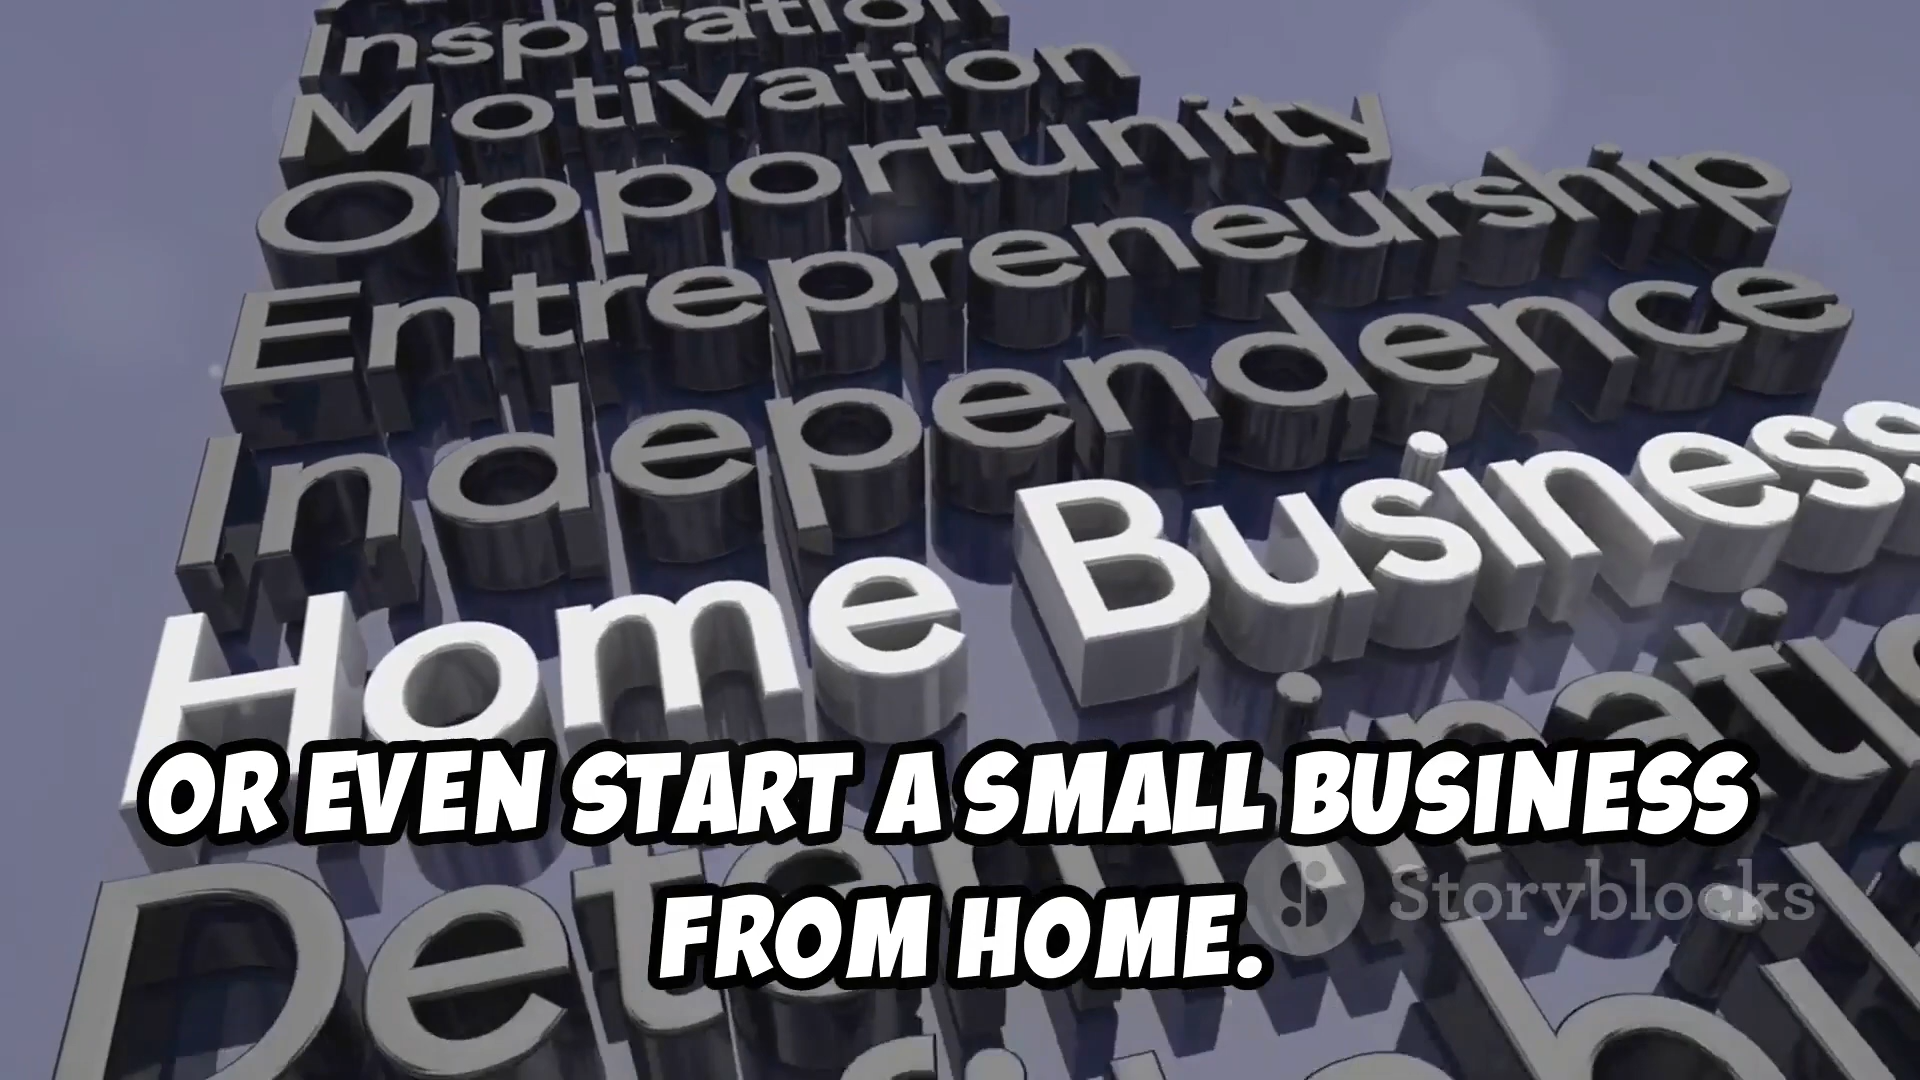 Inspiration
Motivation
Opportunity
Entrepreneurship
Independence
Home Business
OR EVEN START A SMALL BUSINESS
FROM HOME.
Storyblocks